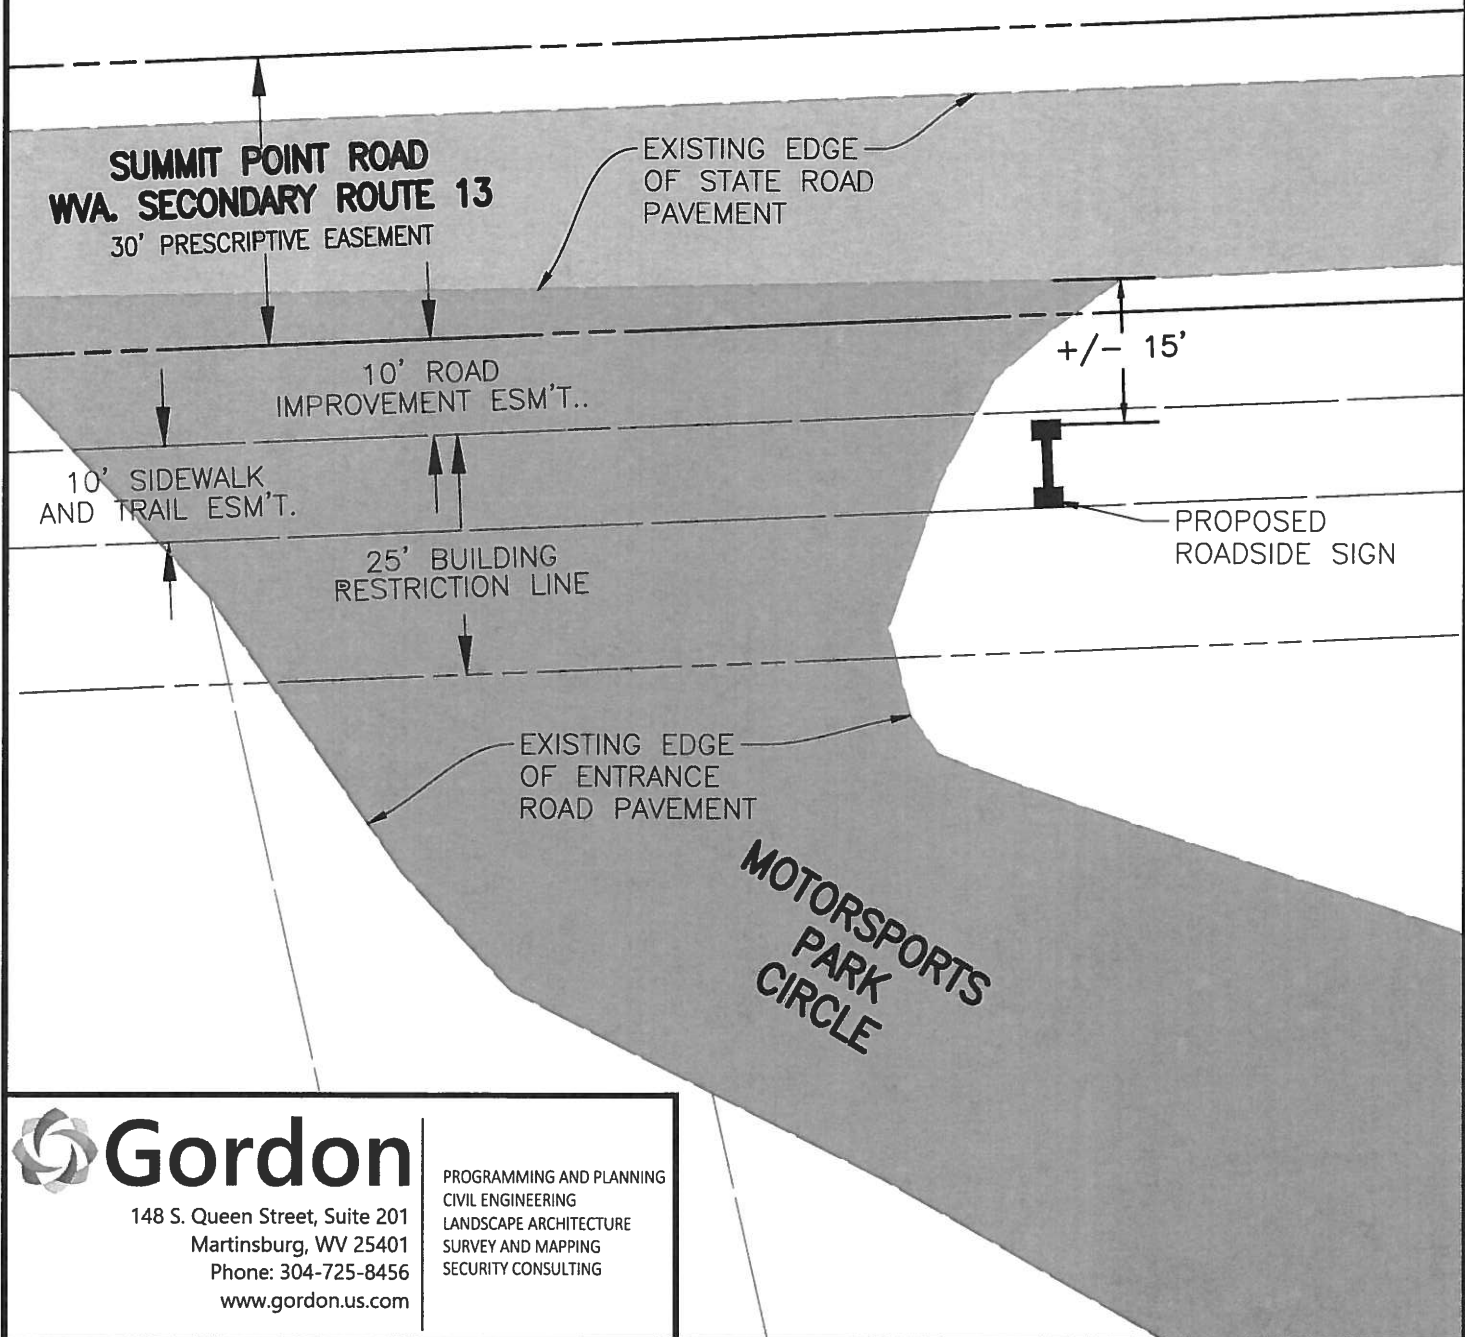 SUMMIT POINT ROAD
WVA. SECONDARY ROUTE 13
30' PRESCRIPTIVE EASEMENT
EXISTING EDGE
OF STATE ROAD
PAVEMENT
+/- 15'
10' ROAD
IMPROVEMENT ESM'T..
10' SIDEWALK
AND TRAIL ESM'T.
25' BUILDING
RESTRICTION LINE
PROPOSED
ROADSIDE SIGN
EXISTING EDGE
OF ENTRANCE
ROAD PAVEMENT
MOTORSPORTS
PARK
CIRCLE
Gordon
148 S. Queen Street, Suite 201
Martinsburg, WV 25401
Phone: 304-725-8456
www.gordon.us.com
PROGRAMMING AND PLANNING
CIVIL ENGINEERING
LANDSCAPE ARCHITECTURE
SURVEY AND MAPPING
SECURITY CONSULTING